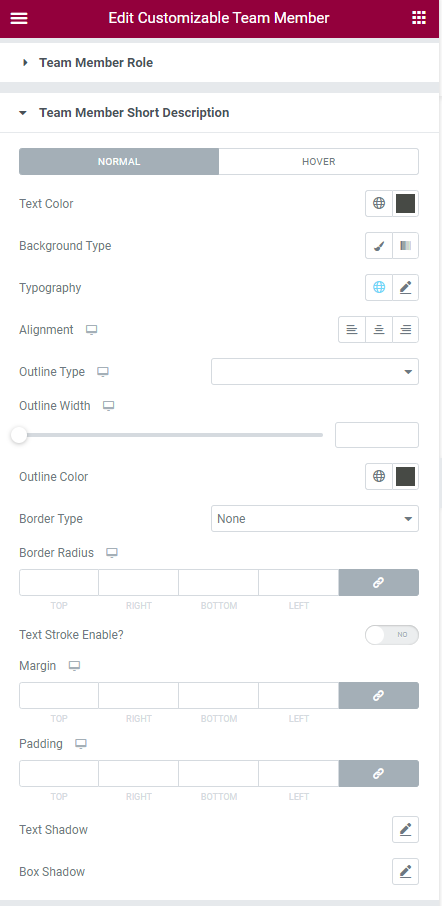 Edit Customizable Team Member
Team Member Role
Team Member Short Description
NORMAL HOVER
Text Color
Background Type
Typography
Alignment
Outline Type
Outline Width
Outline Color
Border Type None
Border Radius
TOP RIGHT BOTTOM LEFT
Text Stroke Enable? NO
Margin
TOP RIGHT BOTTOM LEFT
Padding
TOP RIGHT BOTTOM LEFT
Text Shadow
Box Shadow